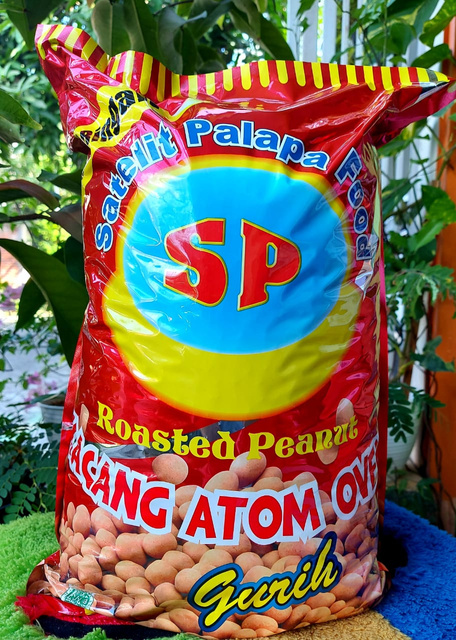 Satelit Palapa Food
SP
Roasted Peanut
KACANG ATOM OVEN
Gurih